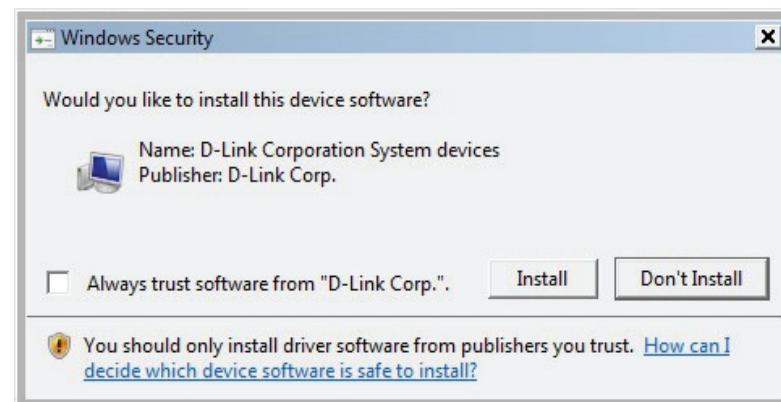 Windows Security
Would you like to install this device software?
Name: D-Link Corporation System devices
Publisher: D-Link Corp.
Always trust software from "D-Link Corp.".
Install
Don't Install
You should only install driver software from publishers you trust. How can I
decide which device software is safe to install?